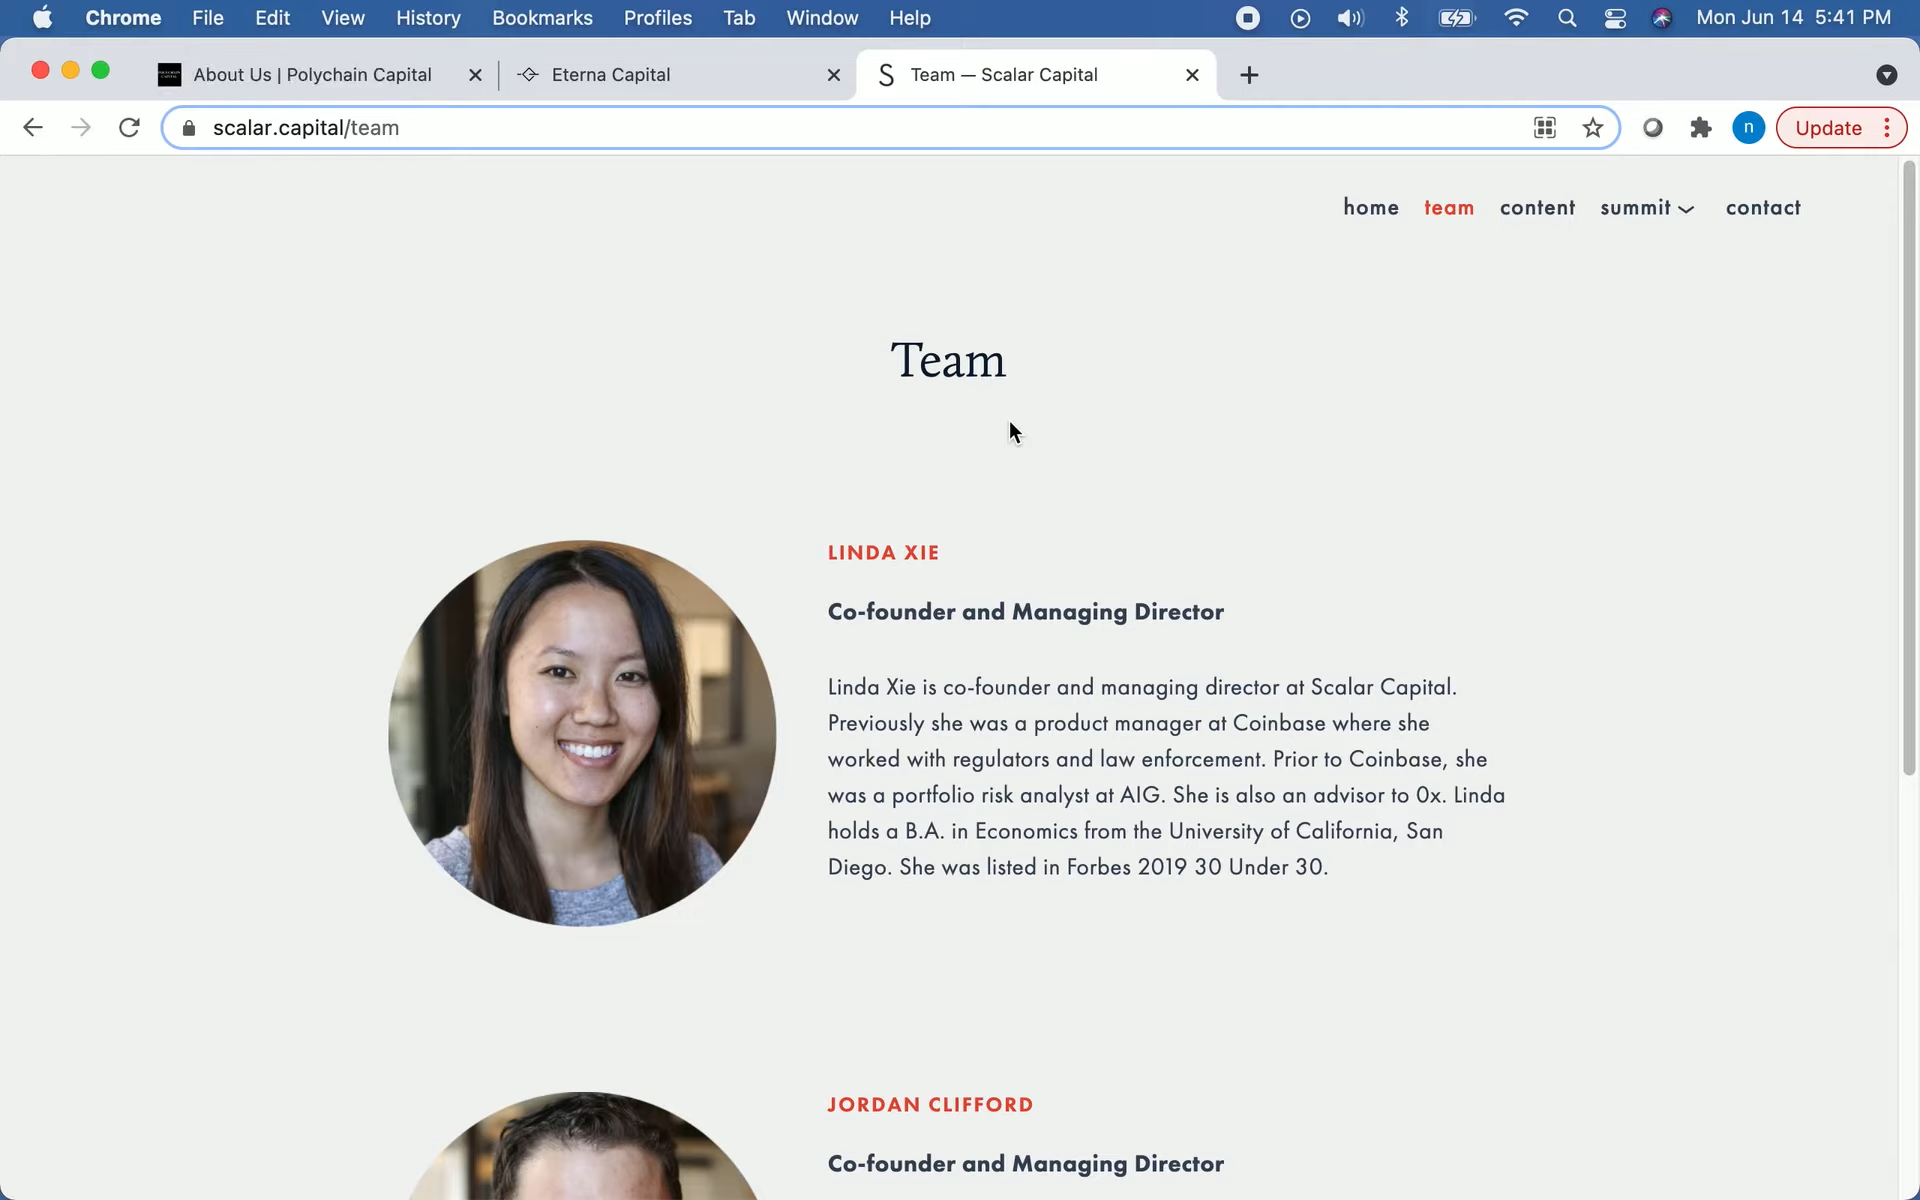 Chrome File Edit View History Bookmarks Profiles Tab Window Help Mon Jun 14 5:41 PM
About Us | Polychain Capital Eterna Capital Team — Scalar Capital
scalar.capital/team n Update
home team content summit contact
Team
LINDA XIE
Co-founder and Managing Director
Linda Xie is co-founder and managing director at Scalar Capital.
Previously she was a product manager at Coinbase where she
worked with regulators and law enforcement. Prior to Coinbase, she
was a portfolio risk analyst at AIG. She is also an advisor to 0x. Linda
holds a B.A. in Economics from the University of California, San
Diego. She was listed in Forbes 2019 30 Under 30.
JORDAN CLIFFORD
Co-founder and Managing Director